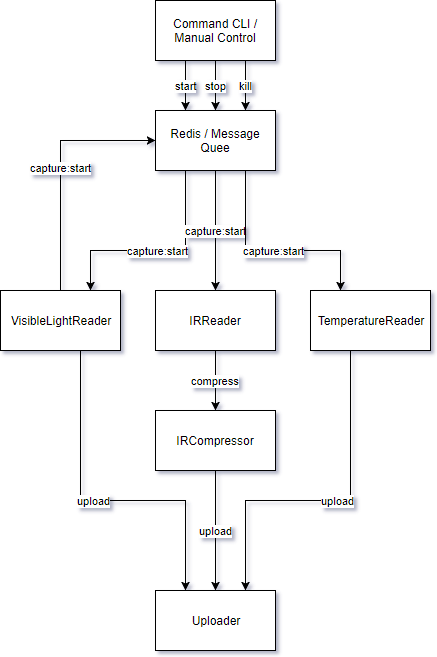 Command CLI /
Manual Control
start
stop
kill
Redis / Message
Quee
capture:start
capture:start
capture:start
capture:start
VisibleLightReader
IRReader
TemperatureReader
compress
IRCompressor
upload
upload
upload
Uploader